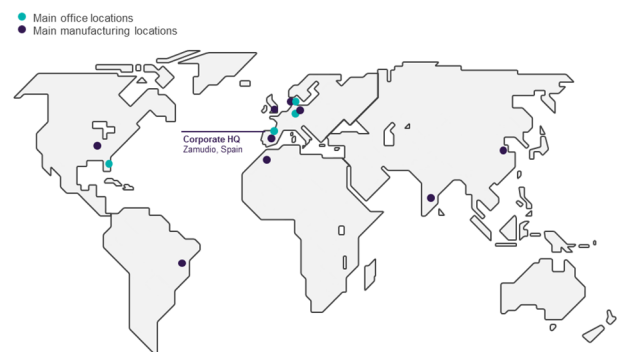 Main office locations
Main manufacturing locations
Corporate HQ
Zamudio, Spain